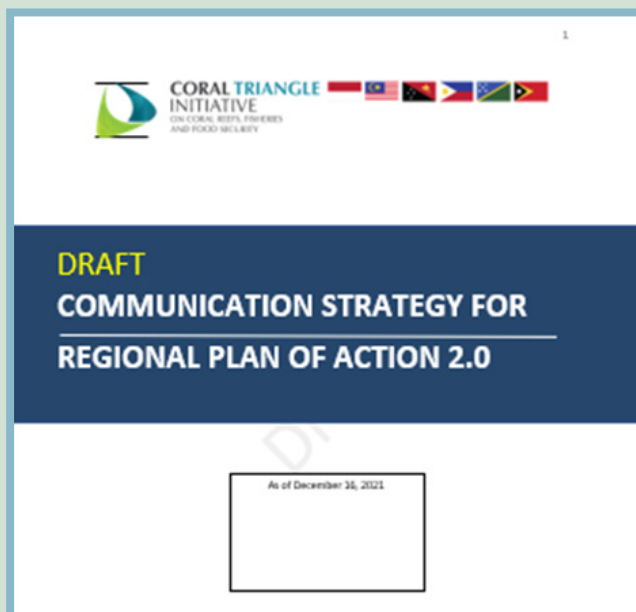 1
CORAL TRIANGLE
INITIATIVE
ON CORAL REEFS, FISHERIES
AND FOOD SECURITY
DRAFT
COMMUNICATION STRATEGY FOR
REGIONAL PLAN OF ACTION 2.0
As of December 16, 2021